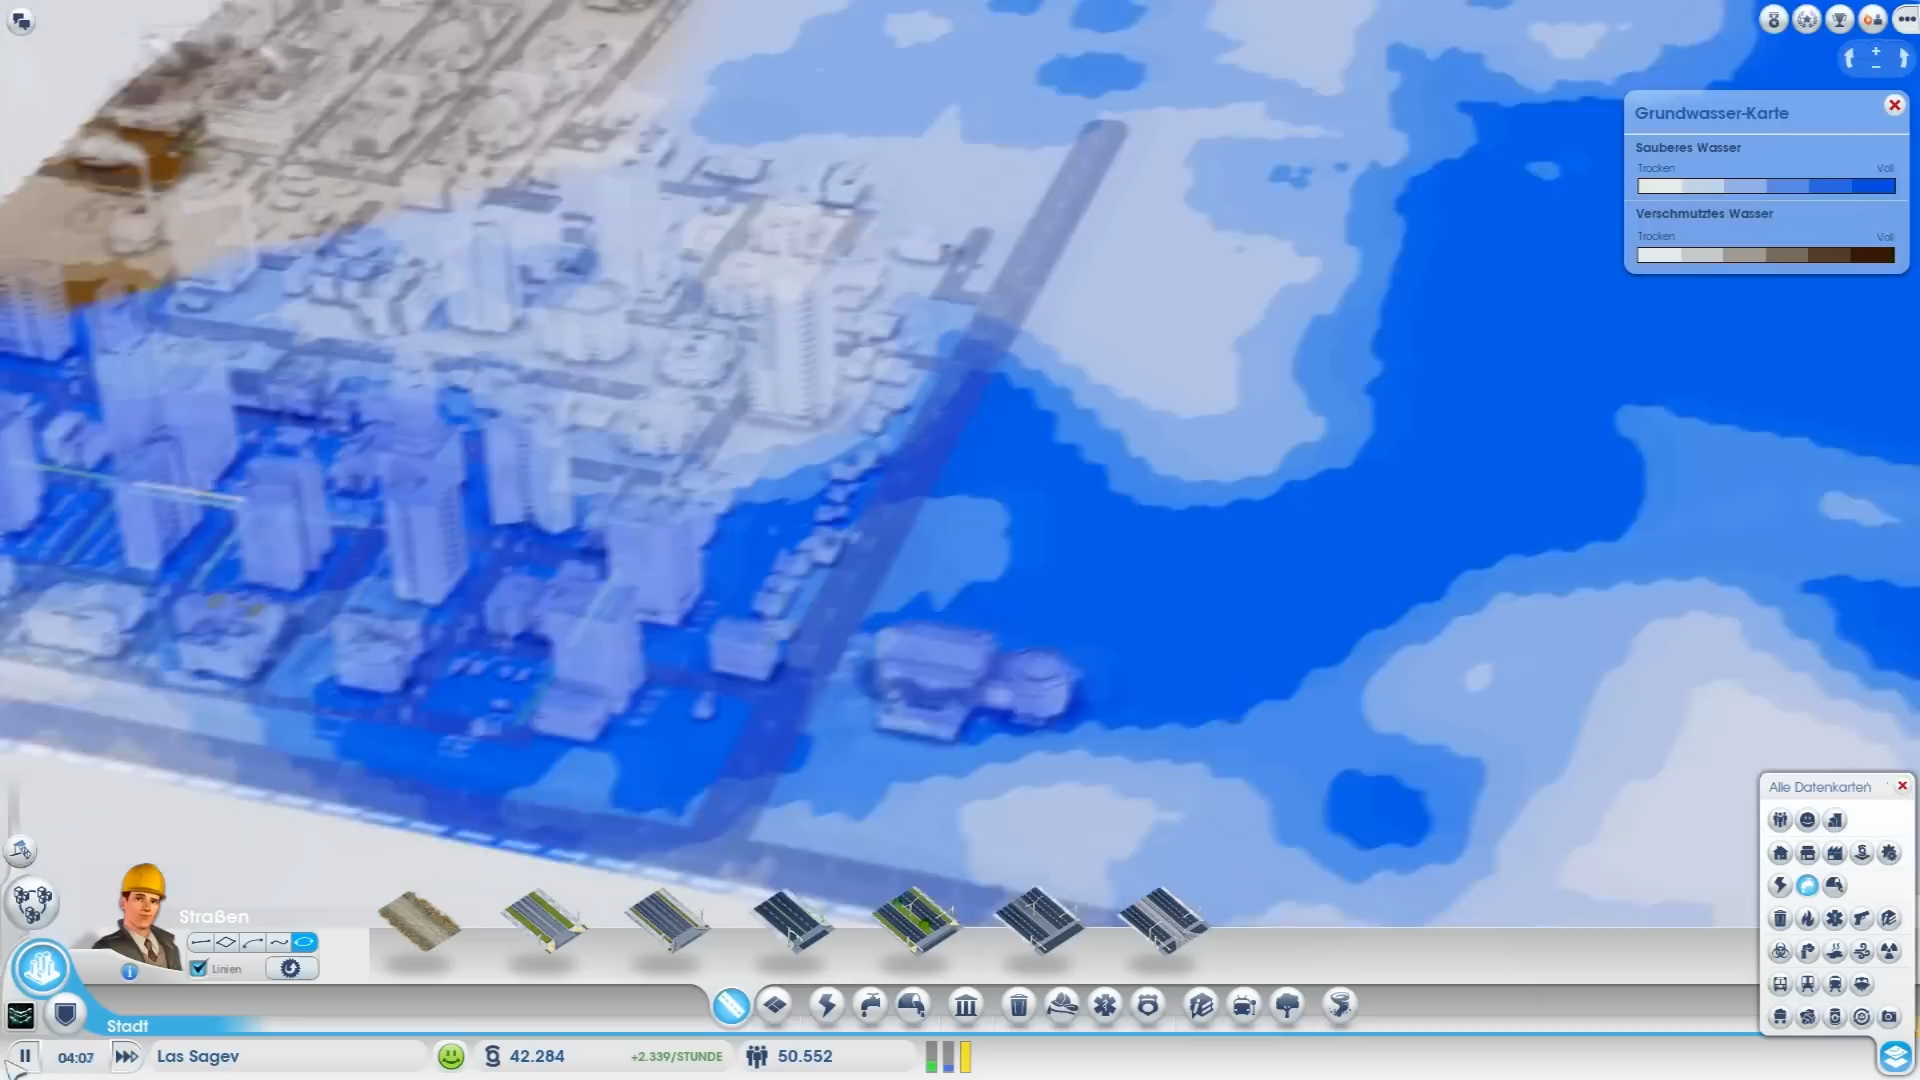 Grundwasser-Karte
Sauberes Wasser
Trocken Voll
Verschmutztes Wasser
Trocken Voll
Alle Datenkarten
Straßen
Linien
Stadt
04:07 Las Sagev 42.284 +2.339/STUNDE 50.552